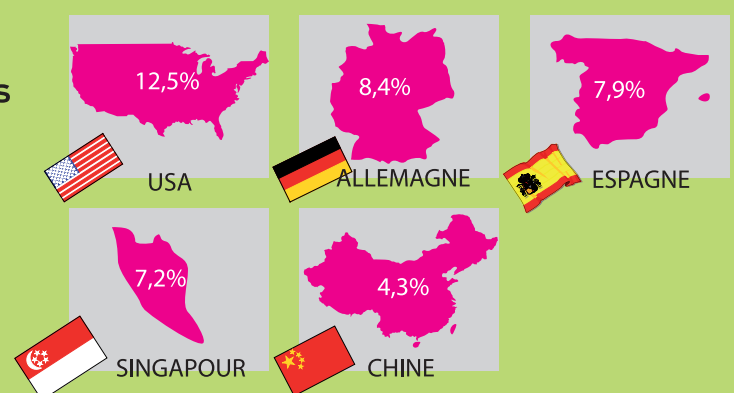 s
12,5%
8,4%
7,9%
USA
ALLEMAGNE
ESPAGNE
7,2%
4,3%
SINGAPOUR
CHINE